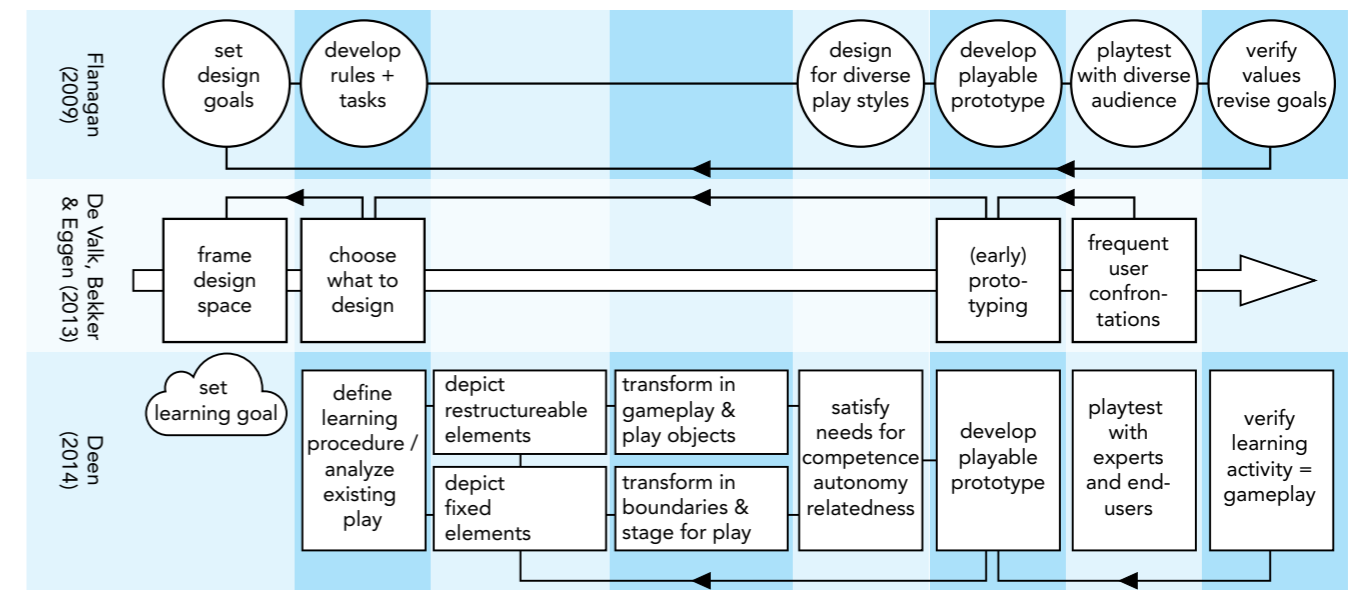 Flanagan
(2009)
set
design
goals
develop
rules +
tasks
design
for diverse
play styles
develop
playable
prototype
playtest
with diverse
audience
verify
values
revise goals
De Valk, Bekker
& Eggen (2013)
frame
design
space
choose
what to
design
(early)
proto-
typing
frequent
user
confron-
tations
Deen
(2014)
set
learning goal
define
learning
procedure /
analyze
existing
play
depict
restructureable
elements
depict
fixed
elements
transform in
gameplay &
play objects
transform in
boundaries &
stage for play
satisfy
needs for
competence
autonomy
relatedness
develop
playable
prototype
playtest
with
experts
and end-
users
verify
learning
activity =
gameplay